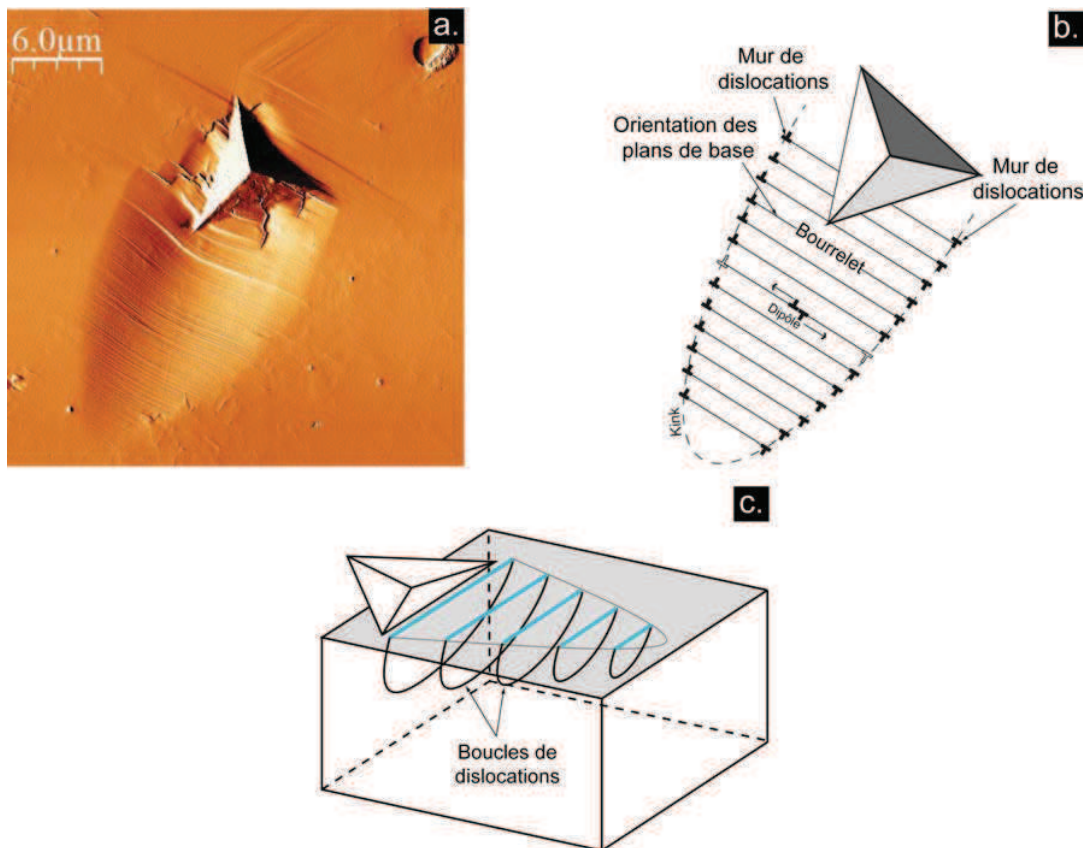 a.
6.0µm
b.
Mur de
dislocations
Orientation des
plans de base
Mur de
dislocations
Bourrelet
Dipôle
Kink
c.
Boucles de
dislocations